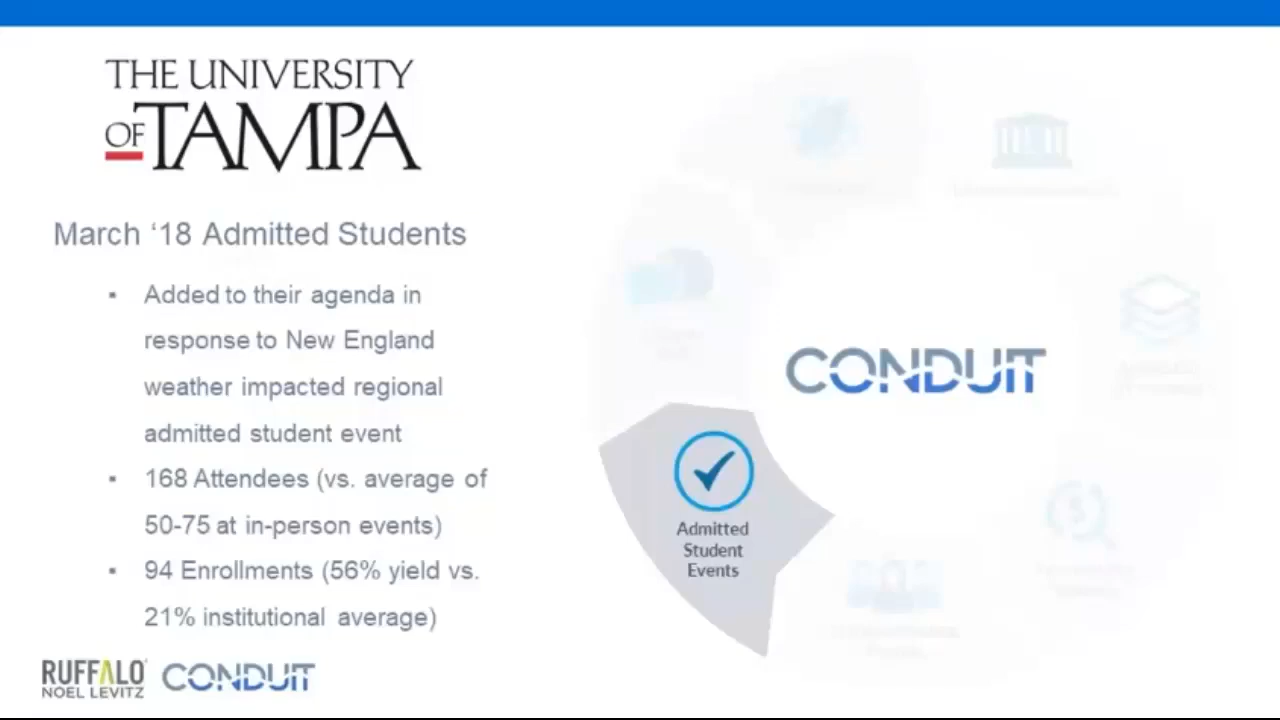 THE UNIVERSITY
OF TAMPA
March ‘18 Admitted Students
▪ Added to their agenda in
response to New England
weather impacted regional
admitted student event
▪ 168 Attendees (vs. average of
50-75 at in-person events)
▪ 94 Enrollments (56% yield vs.
21% institutional average)
RUFFALO
NOEL LEVITZ
CONDUIT
CONDUIT
Admitted
Student
Events